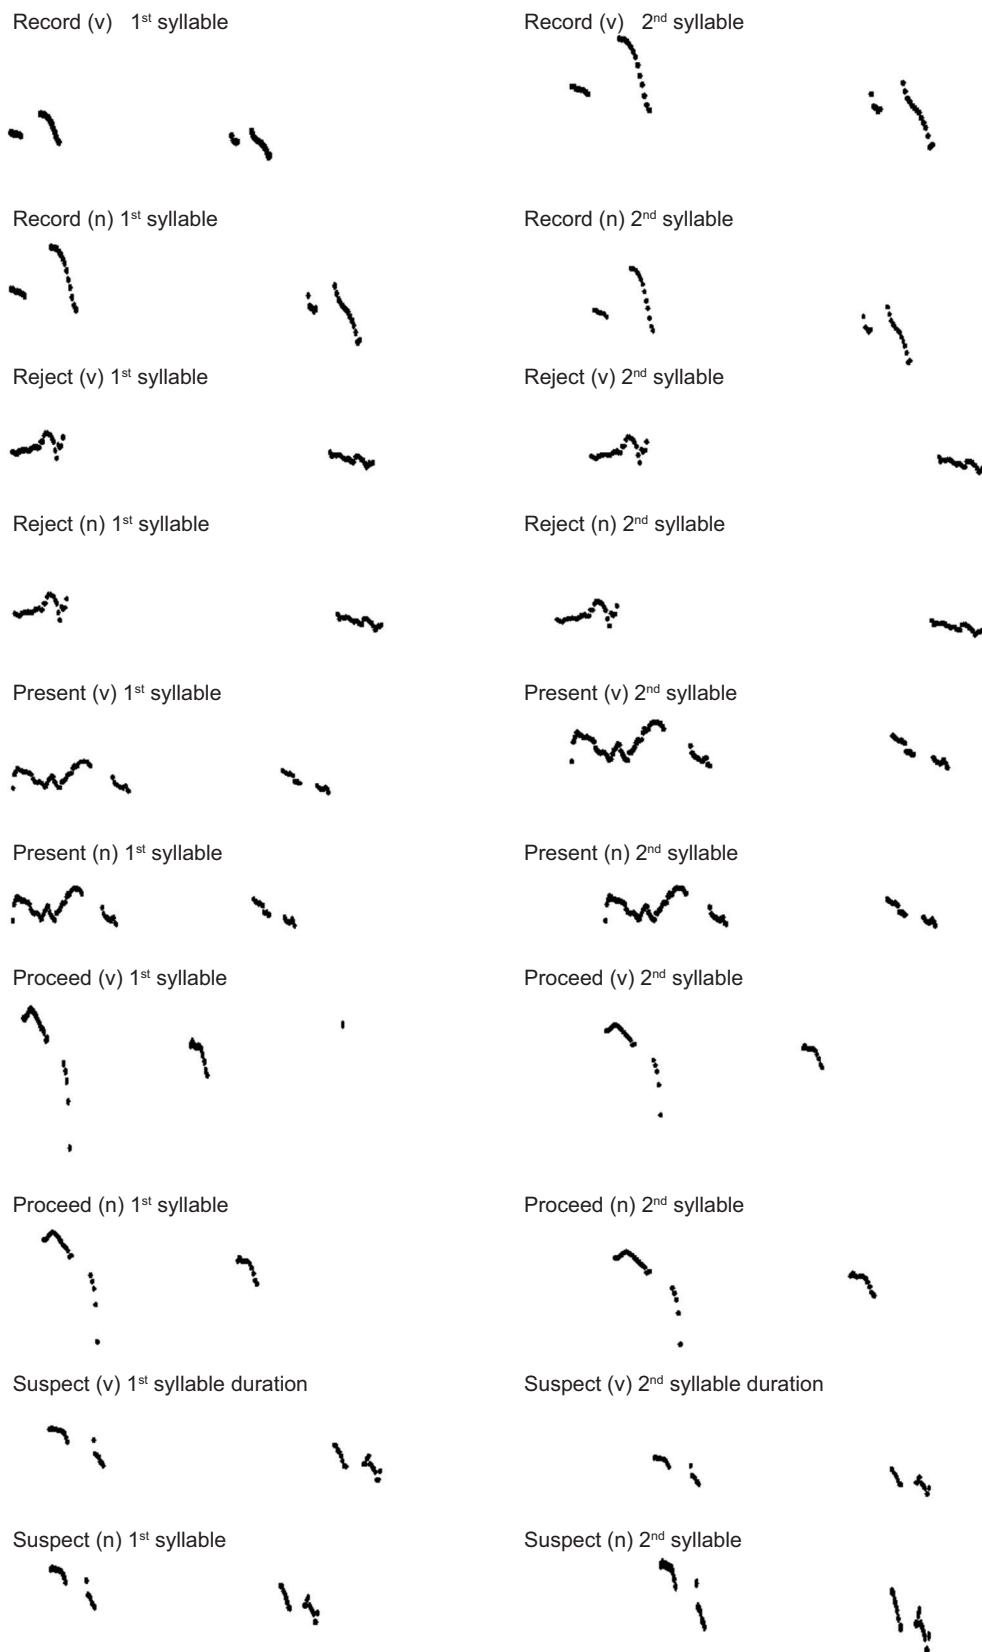 Record (v) 1st syllable
Record (v) 2nd syllable
Record (n) 1st syllable
Record (n) 2nd syllable
Reject (v) 1st syllable
Reject (v) 2nd syllable
Reject (n) 1st syllable
Reject (n) 2nd syllable
Present (v) 1st syllable
Present (v) 2nd syllable
Present (n) 1st syllable
Present (n) 2nd syllable
Proceed (v) 1st syllable
Proceed (v) 2nd syllable
Proceed (n) 1st syllable
Proceed (n) 2nd syllable
Suspect (v) 1st syllable duration
Suspect (v) 2nd syllable duration
Suspect (n) 1st syllable
Suspect (n) 2nd syllable